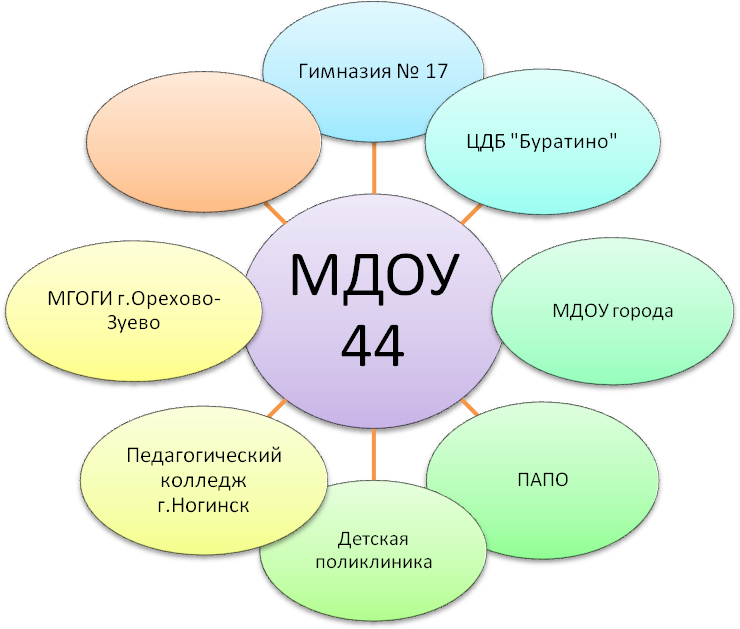 Гимназия № 17
ЦДБ "Буратино"
МДОУ города
ПАПО
Детская
поликлиника
Педагогический
колледж
г.Ногинск
МГОГИ г.Орехово-
Зуево
МДОУ
44